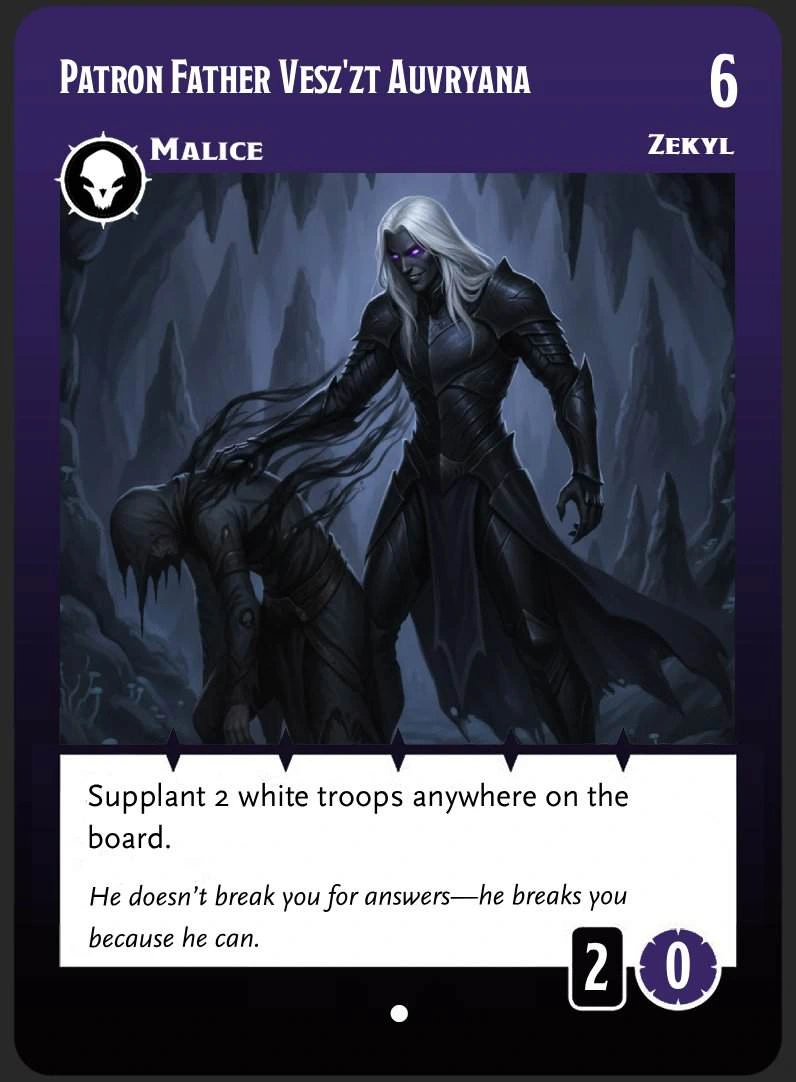 Patron Father Vesz'zt Auvryana
6
Malice
Zekyl
Supplant 2 white troops anywhere on the
board.
He doesn't break you for answers—he breaks you
because he can.
2
0